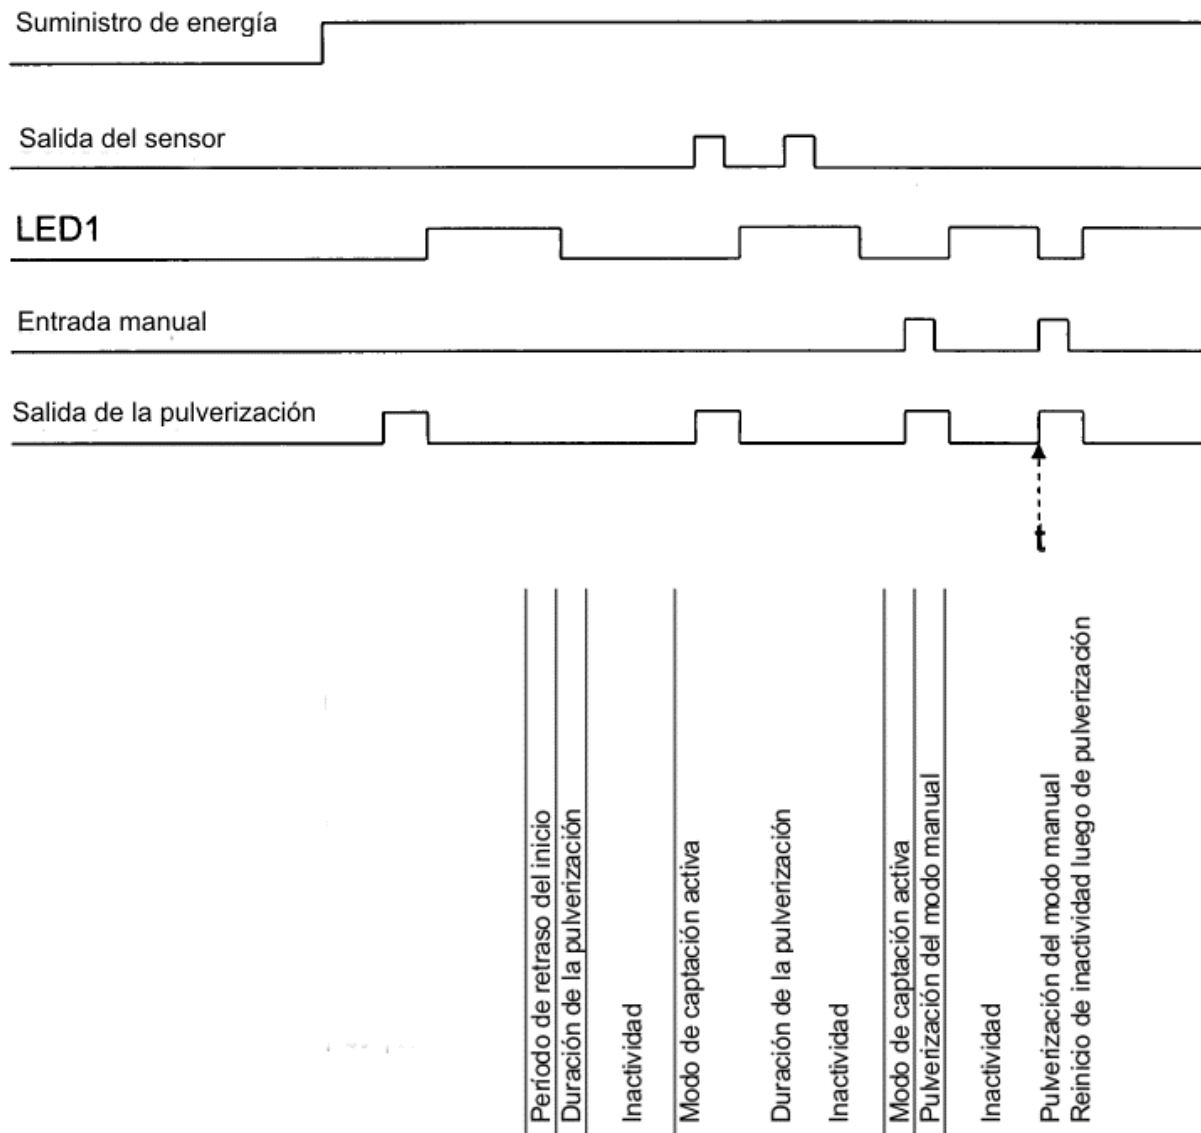 Suministro de energía
Salida del sensor
LED1
Entrada manual
Salida de la pulverización
t
Período de retraso del inicio
Duración de la pulverización
Inactividad
Modo de captación activa
Duración de la pulverización
Inactividad
Modo de captación activa
Pulverización del modo manual
Inactividad
Pulverización del modo manual
Reinicio de inactividad luego de pulverización